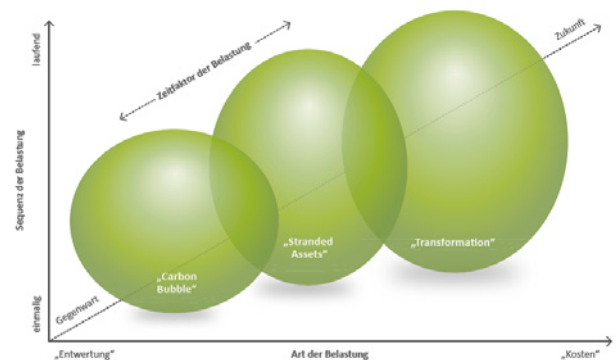 laufend
Zeitfaktor der Belastung
Zukunft
Sequenz der Belastung
„Stranded
Assets“
„Transformation“
„Carbon
Bubble“
Gegenwart
einmalig
„Entwertung“
Art der Belastung
„Kosten“